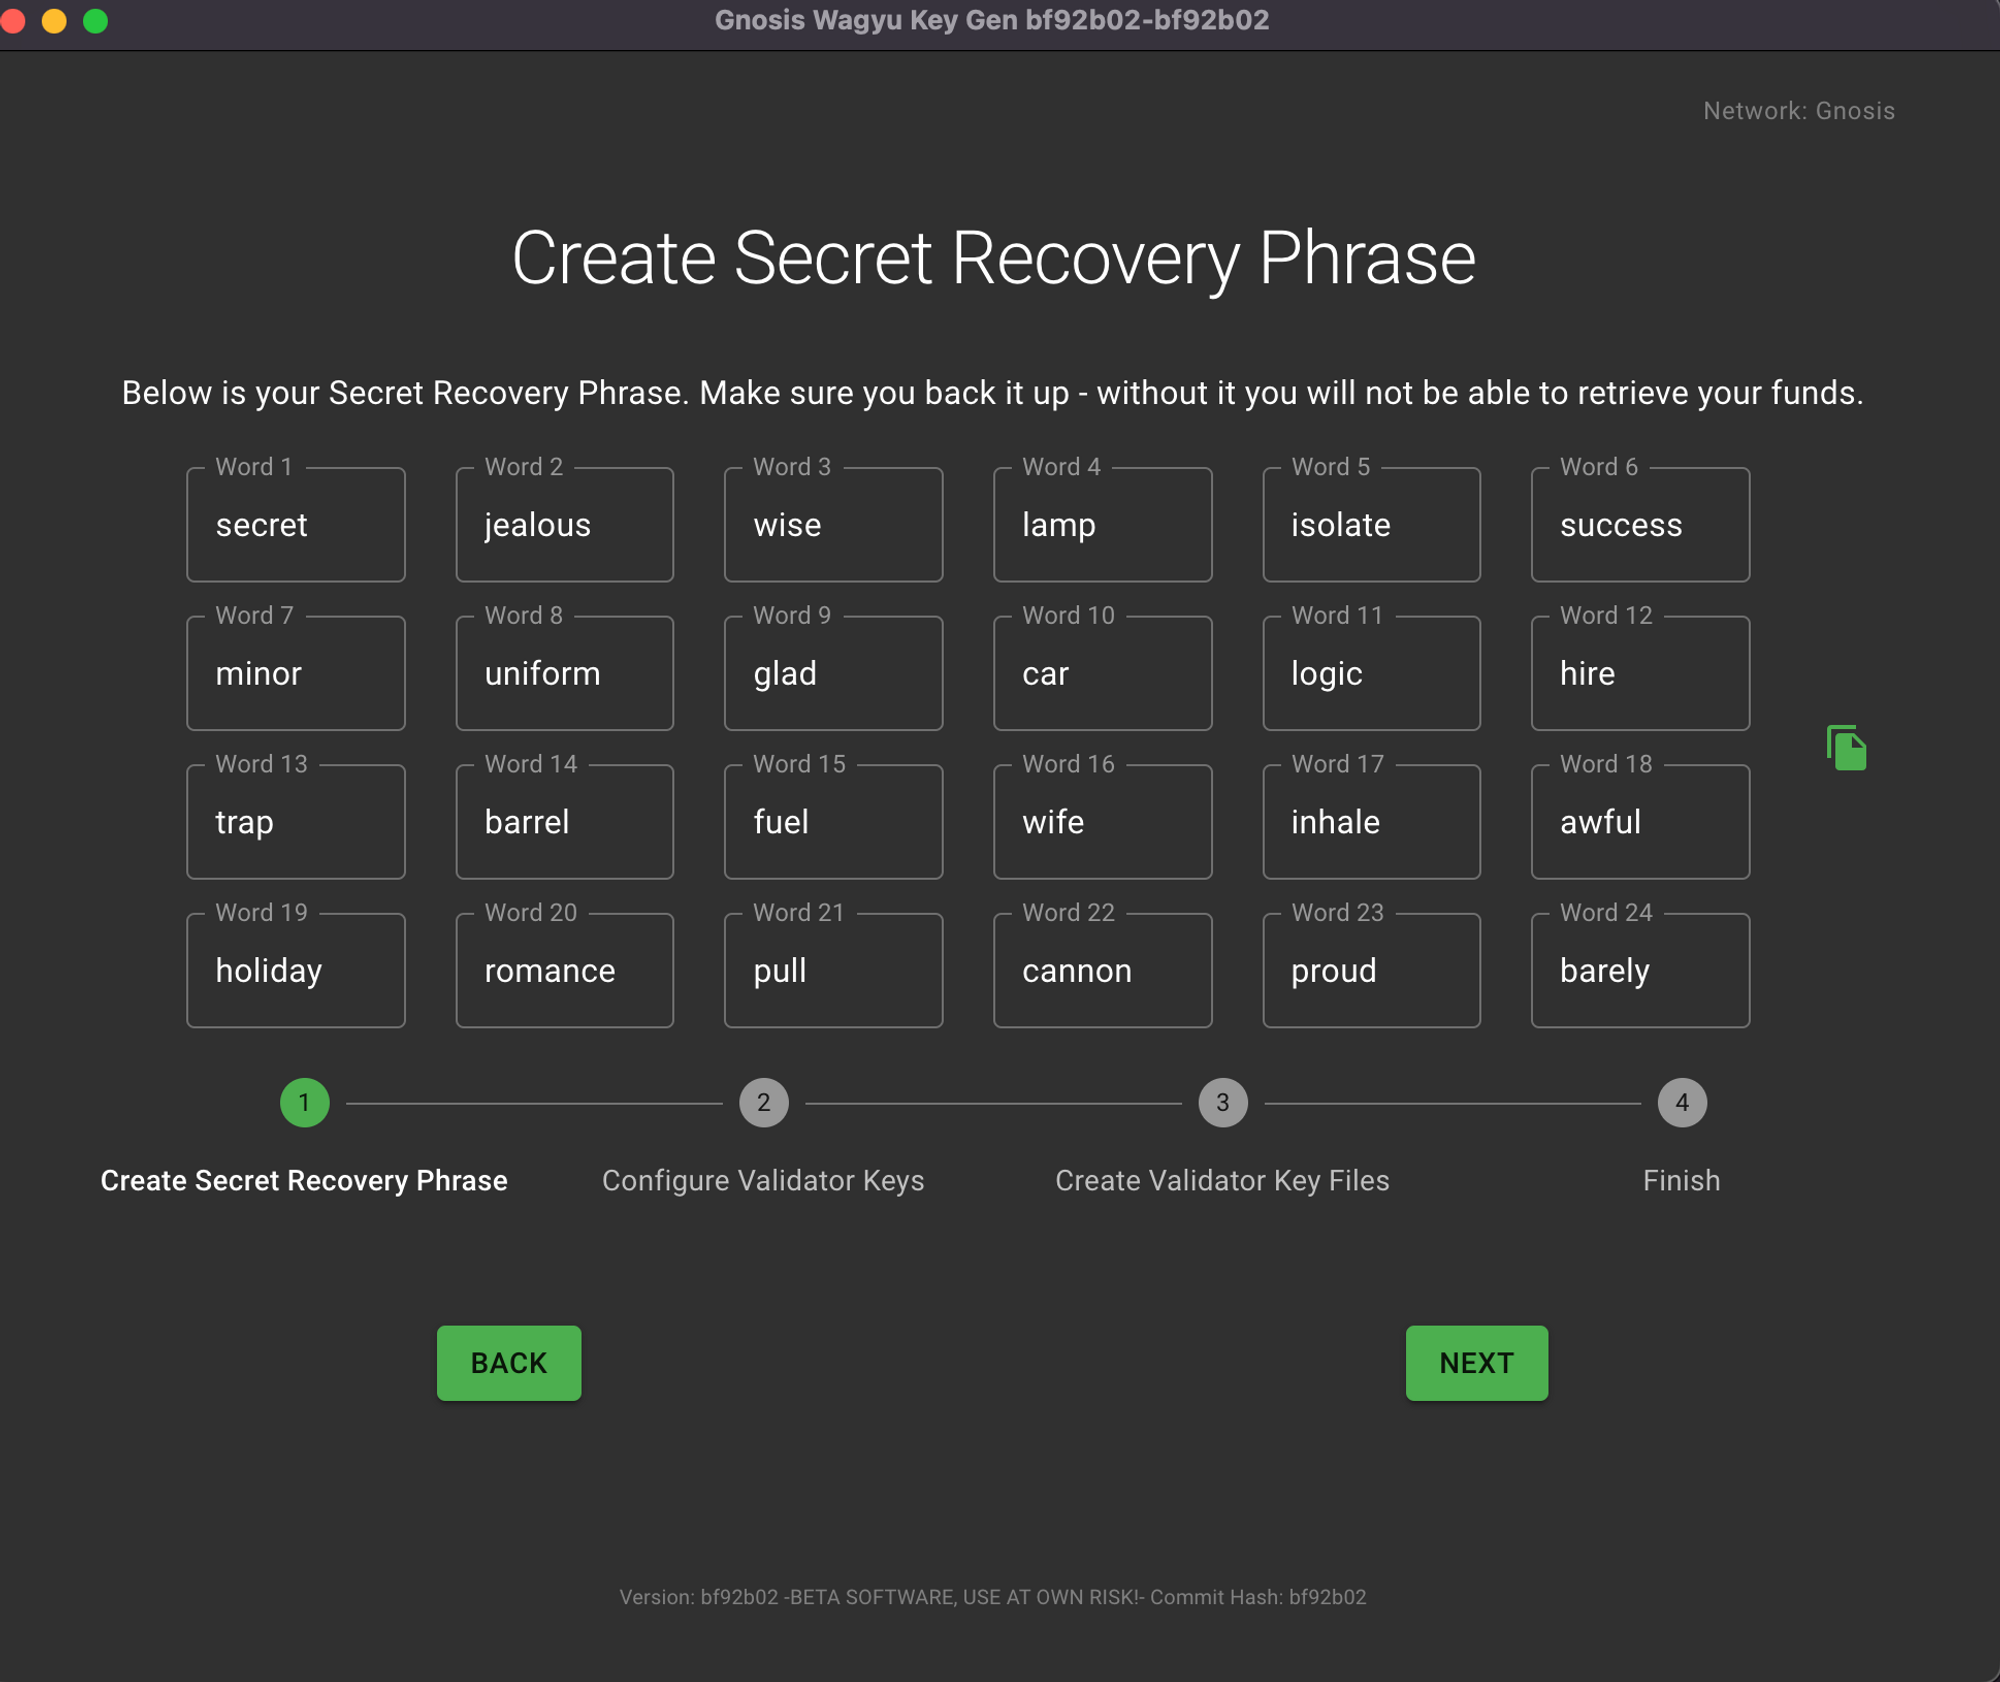 Gnosis Wagyu Key Gen bf92b02-bf92b02
Network: Gnosis
Create Secret Recovery Phrase
Below is your Secret Recovery Phrase. Make sure you back it up - without it you will not be able to retrieve your funds.
Word 1 Word 2 Word 3 Word 4 Word 5 Word 6
secret jealous wise lamp isolate success
Word 7 Word 8 Word 9 Word 10 Word 11 Word 12
minor uniform glad car logic hire
Word 13 Word 14 Word 15 Word 16 Word 17 Word 18
trap barrel fuel wife inhale awful
Word 19 Word 20 Word 21 Word 22 Word 23 Word 24
holiday romance pull cannon proud barely
1 2 3 4
Create Secret Recovery Phrase Configure Validator Keys Create Validator Key Files Finish
BACK NEXT
Version: bf92b02 -BETA SOFTWARE, USE AT OWN RISK!- Commit Hash: bf92b02